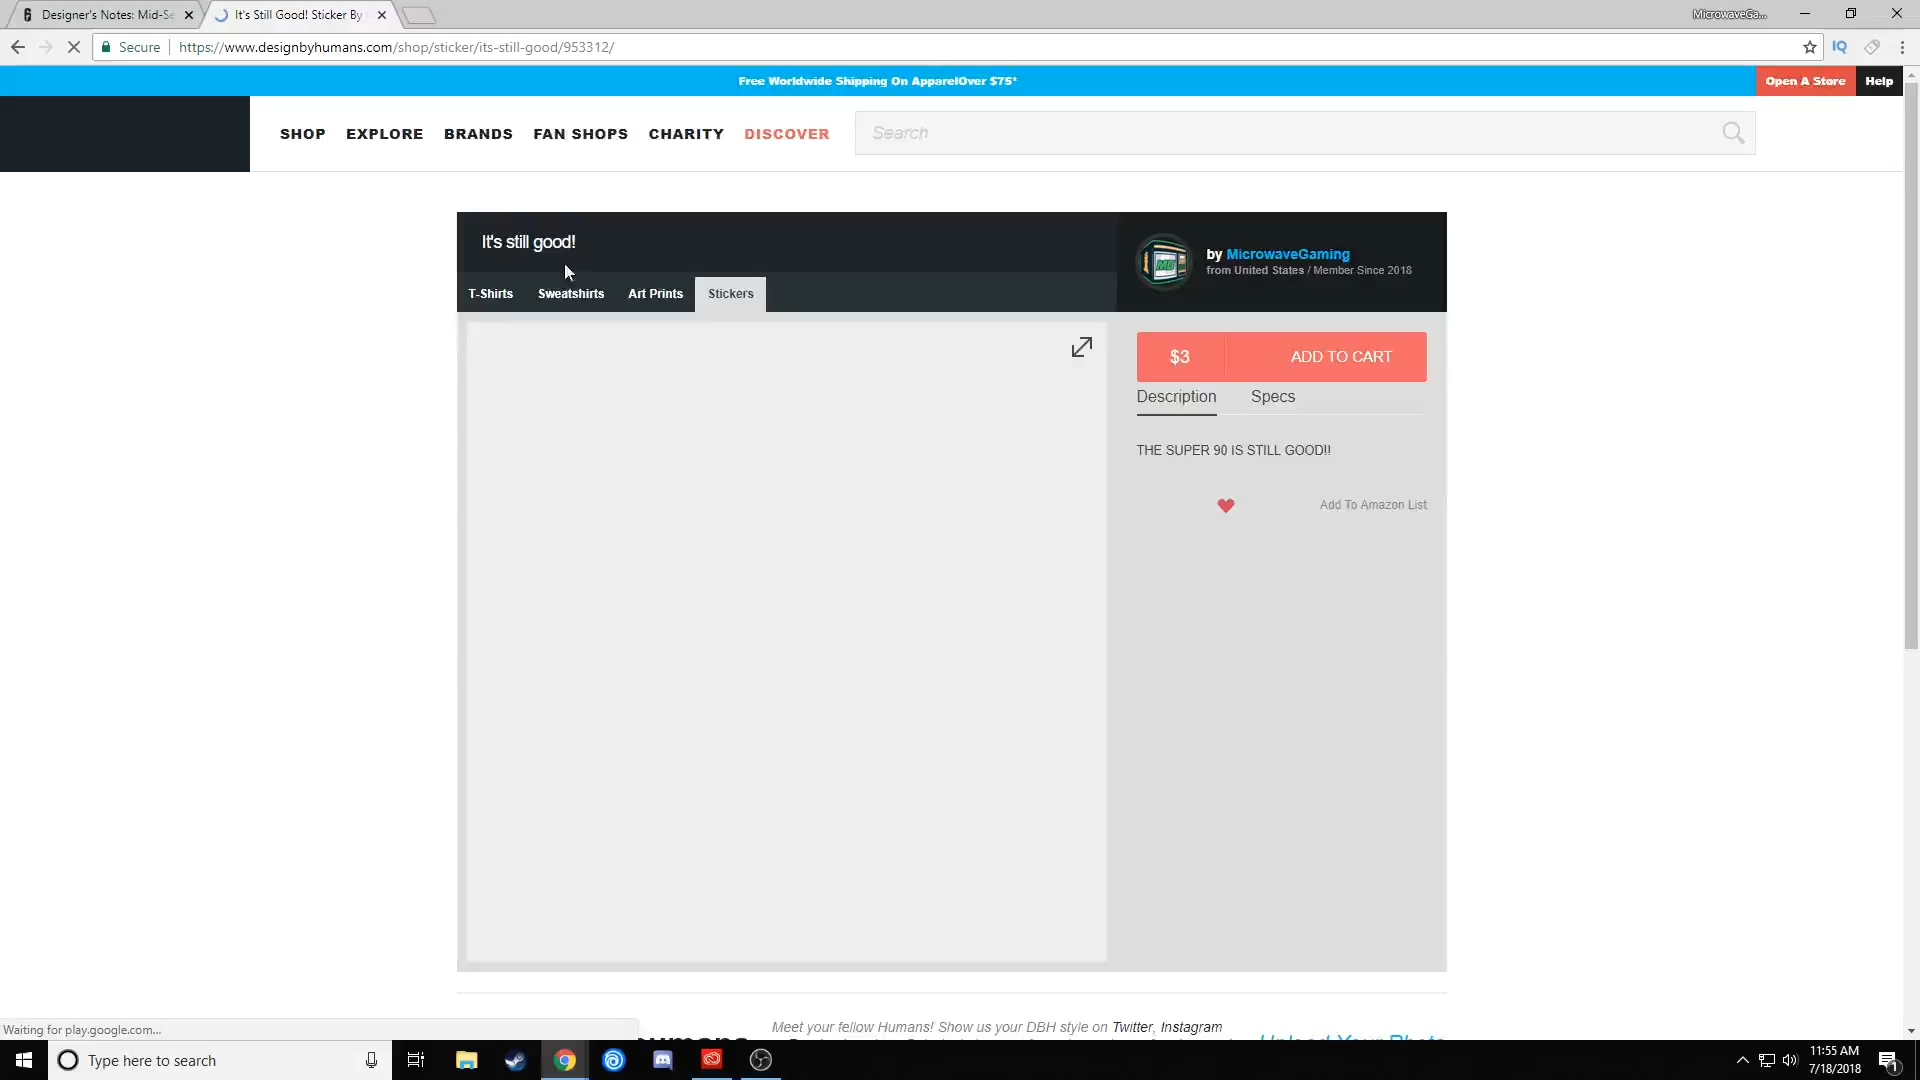 Designer's Notes: Mid-Se
It's Still Good! Sticker By
MicrowaveGa...
Secure
https://www.designbyhumans.com/shop/sticker/its-still-good/953312/
IQ
Free Worldwide Shipping On ApparelOver $75*
Open A Store
Help
SHOP
EXPLORE
BRANDS
FAN SHOPS
CHARITY
DISCOVER
Search
It's still good!
by MicrowaveGaming
from United States / Member Since 2018
T-Shirts
Sweatshirts
Art Prints
Stickers
$3
ADD TO CART
Description
Specs
THE SUPER 90 IS STILL GOOD!!
Add To Amazon List
Waiting for play.google.com...
Meet your fellow Humans! Show us your DBH style on Twitter, Instagram
Upload Your Photo
Type here to search
11:55 AM
7/18/2018
1